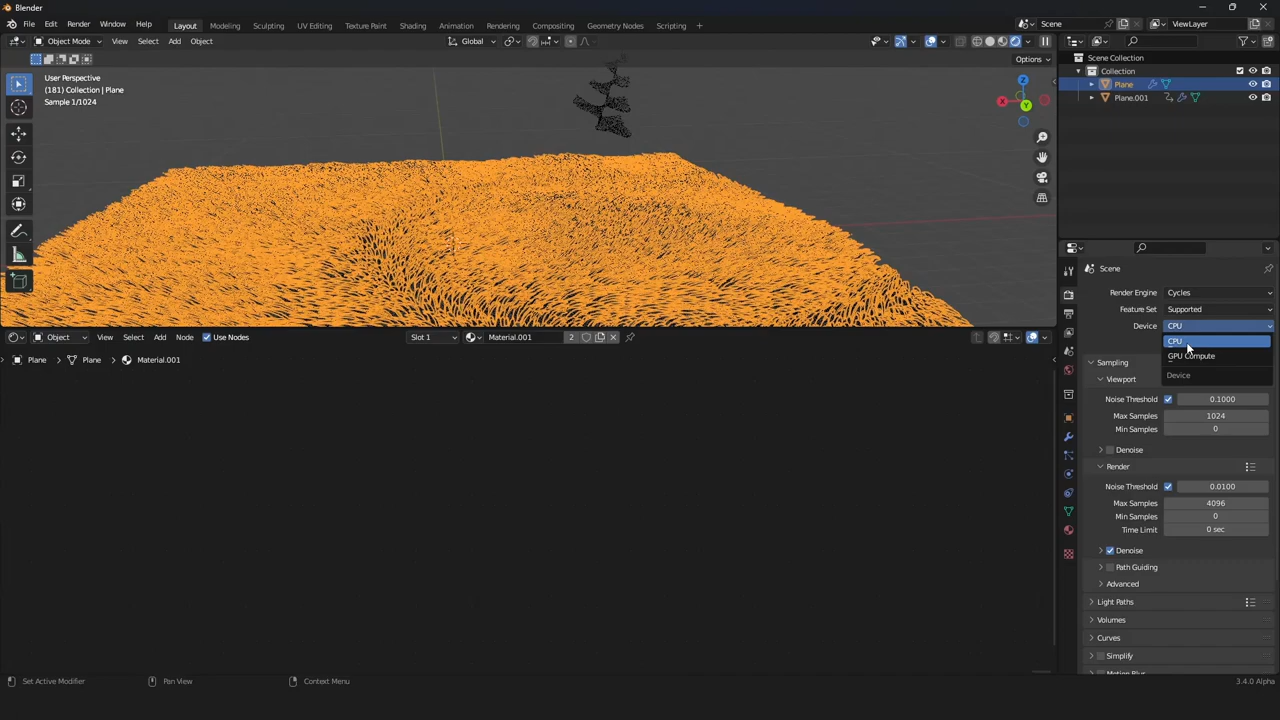 Blender
File Edit Render Window Help Layout Modeling Sculpting UV Editing Texture Paint Shading Animation Rendering Compositing Geometry Nodes Scripting + Scene ViewLayer
Object Mode View Select Add Object Global
Options
User Perspective
(181) Collection | Plane
Sample 1/1024
Z
X
Y
Scene Collection
Collection
Plane
Plane.001
Scene
Render Engine Cycles
Feature Set Supported
Device CPU
CPU
GPU Compute
Device
Sampling
Viewport
Noise Threshold 0.1000
Max Samples 1024
Min Samples 0
Denoise
Render
Noise Threshold 0.0100
Max Samples 4096
Min Samples 0
Time Limit 0 sec
Denoise
Path Guiding
Advanced
Light Paths
Volumes
Curves
Simplify
Motion Blur
Object View Select Add Node Use Nodes Slot 1 Material.001 2
Plane > Plane > Material.001
Set Active Modifier Pan View Context Menu 3.4.0 Alpha